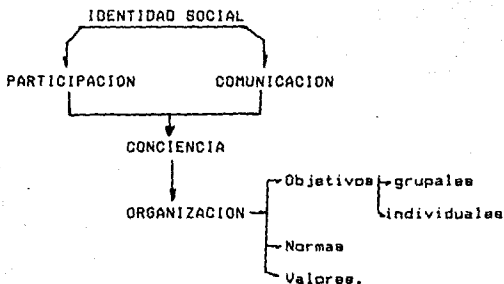 IDENTIDAD SOCIAL
PARTICIPACION COMUNICACION
CONCIENCIA
Objetivos grupales
ORGANIZACION individuales
Normas
Valores.